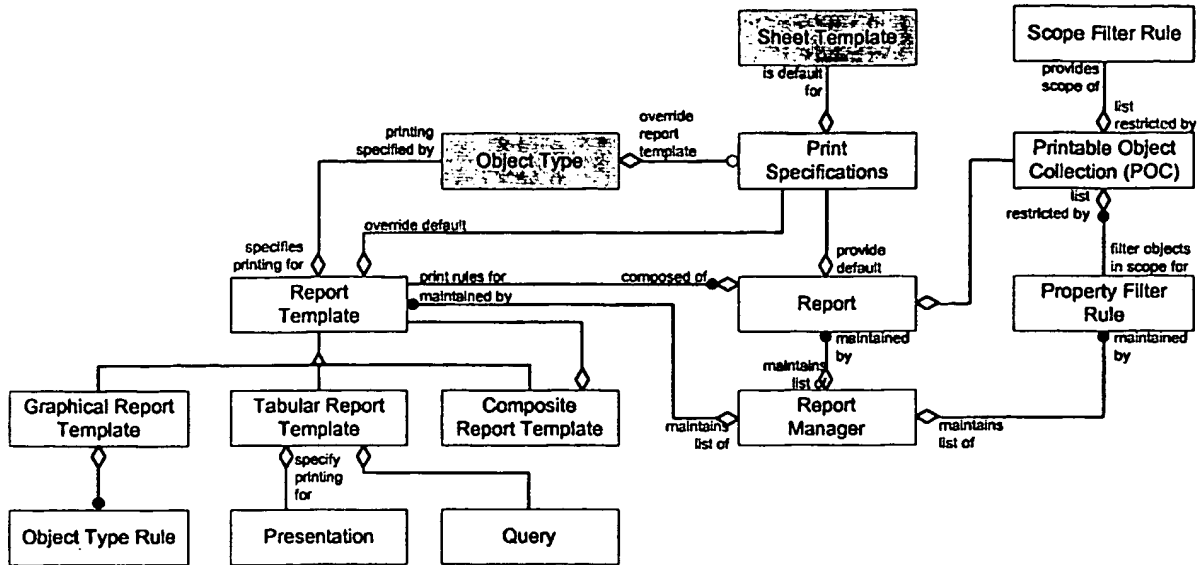 Sheet Template
Scope Filter Rule
is default
for
provides
scope of
list
restricted by
printing
specified by
Object Type
override
report
template
Print
Specifications
Printable Object
Collection (POC)
list
restricted by
override default
specifies
printing for
provide
default
filter objects
in scope for
Report
Template
print rules for
maintained by
composed of
Report
Property Filter
Rule
maintained
by
maintained
by
maintains
list of
Graphical Report
Template
Tabular Report
Template
Composite
Report Template
maintains
list of
Report
Manager
maintains
list of
specify
printing
for
Object Type Rule
Presentation
Query